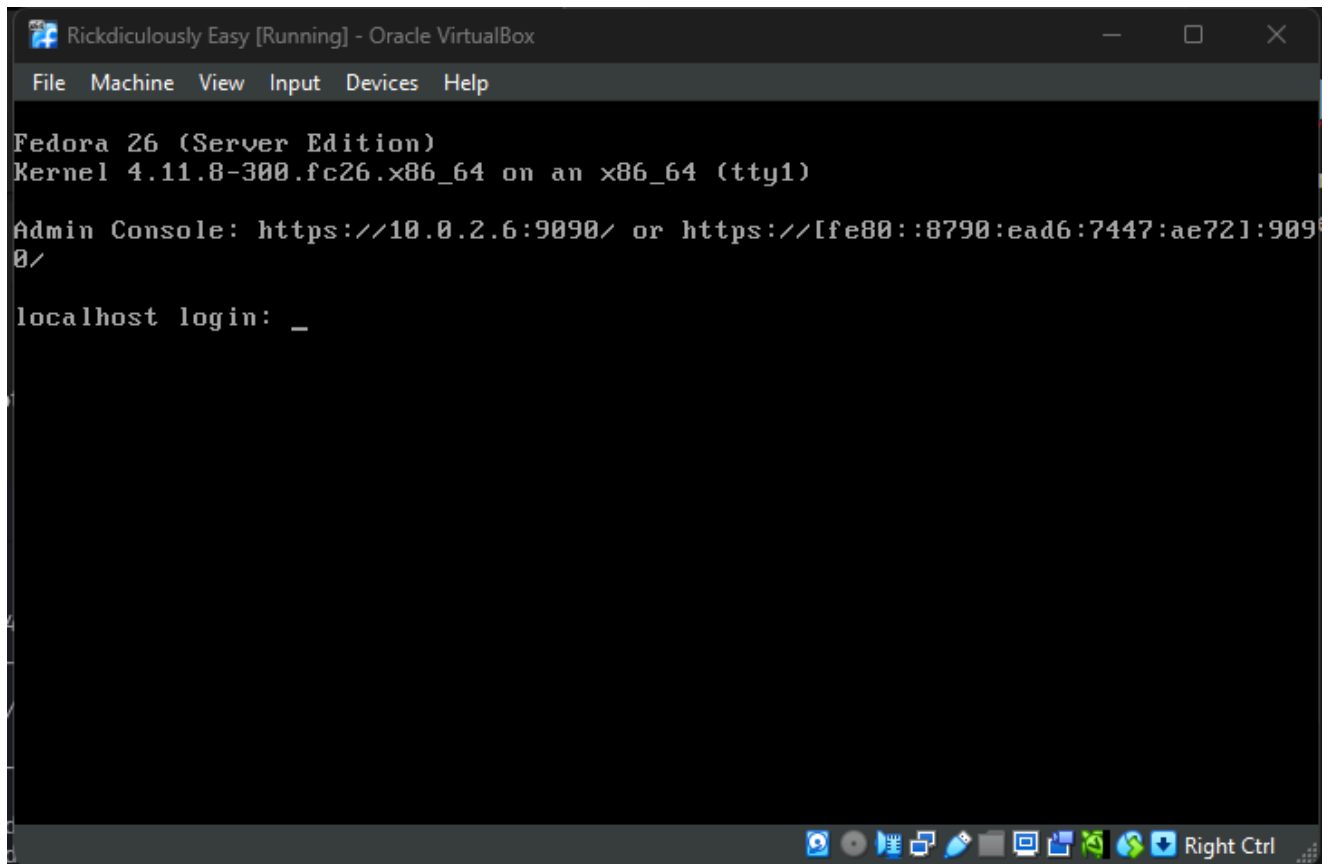 Rickdiculously Easy [Running] - Oracle VirtualBox
File Machine View Input Devices Help
Fedora 26 (Server Edition)
Kernel 4.11.8-300.fc26.x86_64 on an x86_64 (tty1)
Admin Console: https://10.0.2.6:9090/ or https://[fe80::8790:ead6:7447:ae72]:909
0/
localhost login: _
Right Ctrl